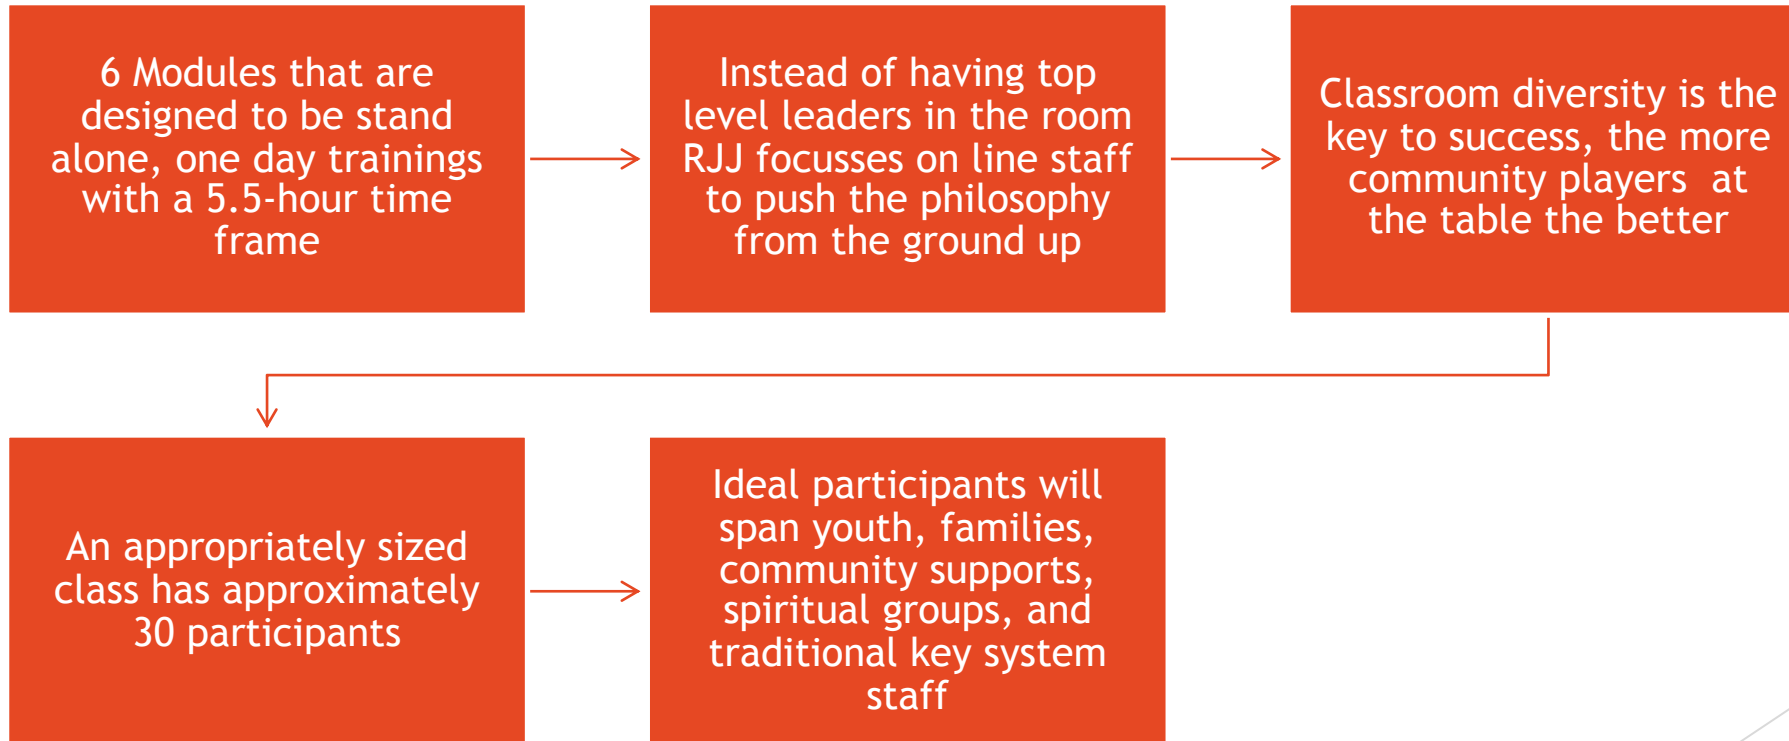 6 Modules that are
designed to be stand
alone, one day trainings
with a 5.5-hour time
frame
Instead of having top
level leaders in the room
RJJ focusses on line staff
to push the philosophy
from the ground up
Classroom diversity is the
key to success, the more
community players  at
the table the better
An appropriately sized
class has approximately
30 participants
Ideal participants will
span youth, families,
community supports,
spiritual groups, and
traditional key system
staff